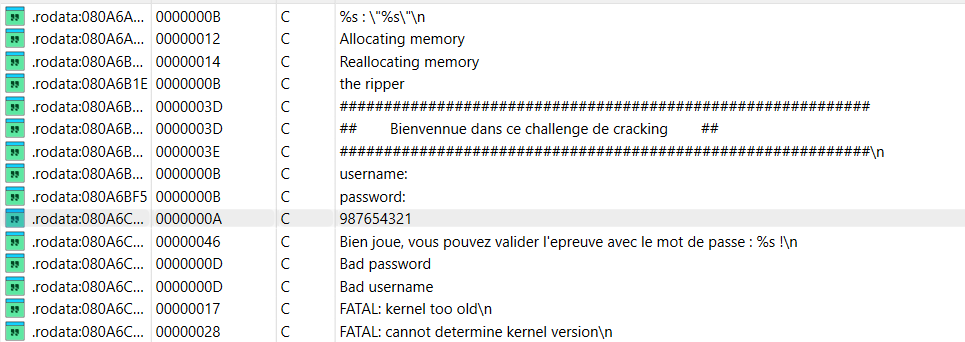 .rodata:080A6A... 0000000B C %s : \"%s\"\n
.rodata:080A6A... 00000012 C Allocating memory
.rodata:080A6B... 00000014 C Reallocating memory
.rodata:080A6B1E 0000000B C the ripper
.rodata:080A6B... 0000003D C ############################################################
.rodata:080A6B... 0000003D C ## Bienvennue dans ce challenge de cracking ##
.rodata:080A6B... 0000003E C ############################################################\n
.rodata:080A6B... 0000000B C username:
.rodata:080A6BF5 0000000B C password:
.rodata:080A6C... 0000000A C 987654321
.rodata:080A6C... 00000046 C Bien joue, vous pouvez valider l'epreuve avec le mot de passe : %s !\n
.rodata:080A6C... 0000000D C Bad password
.rodata:080A6C... 0000000D C Bad username
.rodata:080A6C... 00000017 C FATAL: kernel too old\n
.rodata:080A6C... 00000028 C FATAL: cannot determine kernel version\n